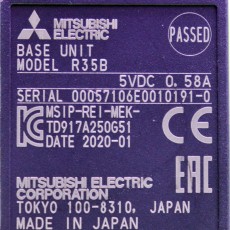 MITSUBISHI
ELECTRIC
PASSED
BASE UNIT
MODEL R35B
5VDC 0.58A
SERIAL 00057106E0010191-0
MSIP-REI-MEK-
TD917A250G51
DATE 2020-01
CE
EAC
MITSUBISHI ELECTRIC
CORPORATION
TOKYO 100-8310, JAPAN
MADE IN JAPAN